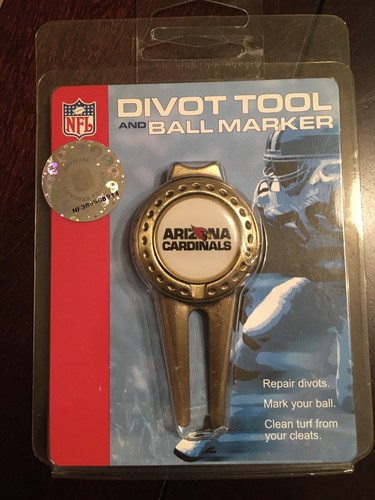 NFL
DIVOT TOOL
AND BALL MARKER
ARIZONA
CARDINALS
Repair divots.
Mark your ball.
Clean turf from
your cleats.